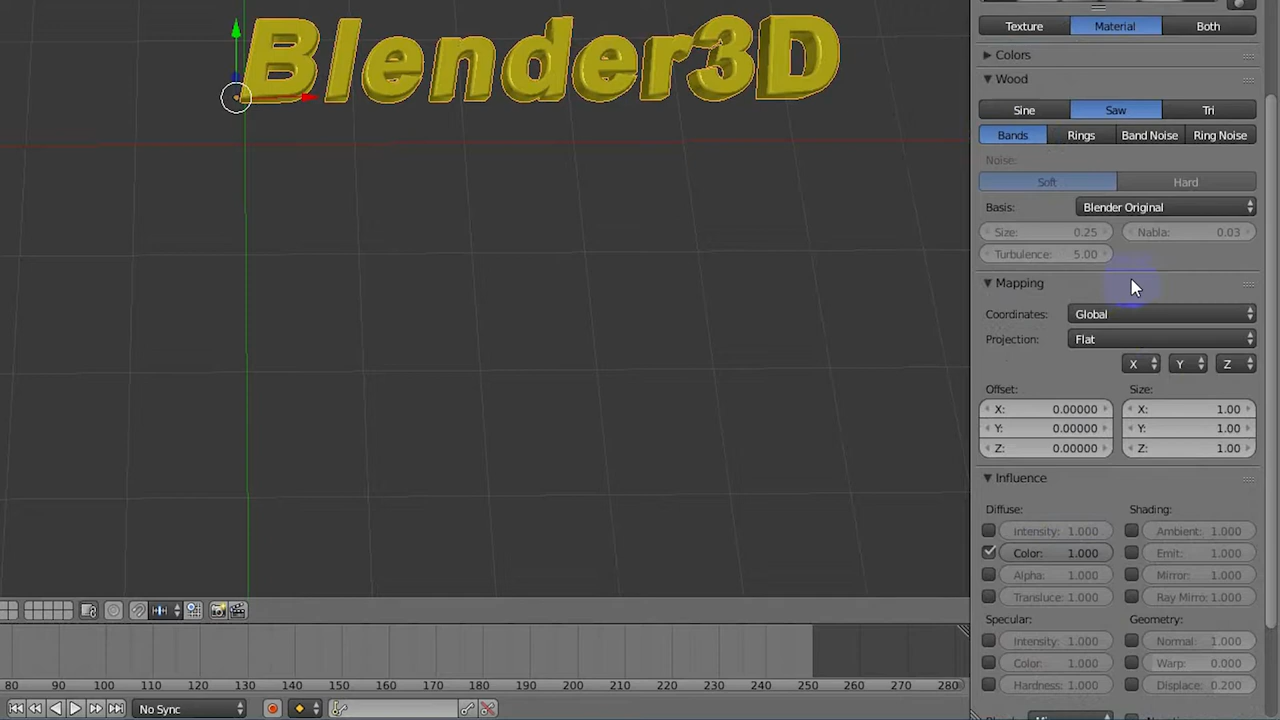 Blender3D
Texture Material Both
Colors
Wood
Sine Saw Tri
Bands Rings Band Noise Ring Noise
Noise:
Soft Hard
Basis: Blender Original
Size: 0.25 Nabla: 0.03
Turbulence: 5.00
Mapping
Coordinates: Global
Projection: Flat
X Y Z
Offset: Size:
X: 0.00000 X: 1.00
Y: 0.00000 Y: 1.00
Z: 0.00000 Z: 1.00
Influence
Diffuse: Shading:
Intensity: 1.000 Ambient: 1.000
Color: 1.000 Emit: 1.000
Alpha: 1.000 Mirror: 1.000
Transluce: 1.000 Ray Mirro: 1.000
Specular: Geometry:
Intensity: 1.000 Normal: 1.000
Color: 1.000 Warp: 0.000
Hardness: 1.000 Displace: 0.200
80 90 100 110 120 130 140 150 160 170 180 190 200 210 220 230 240 250 260 270 280
No Sync